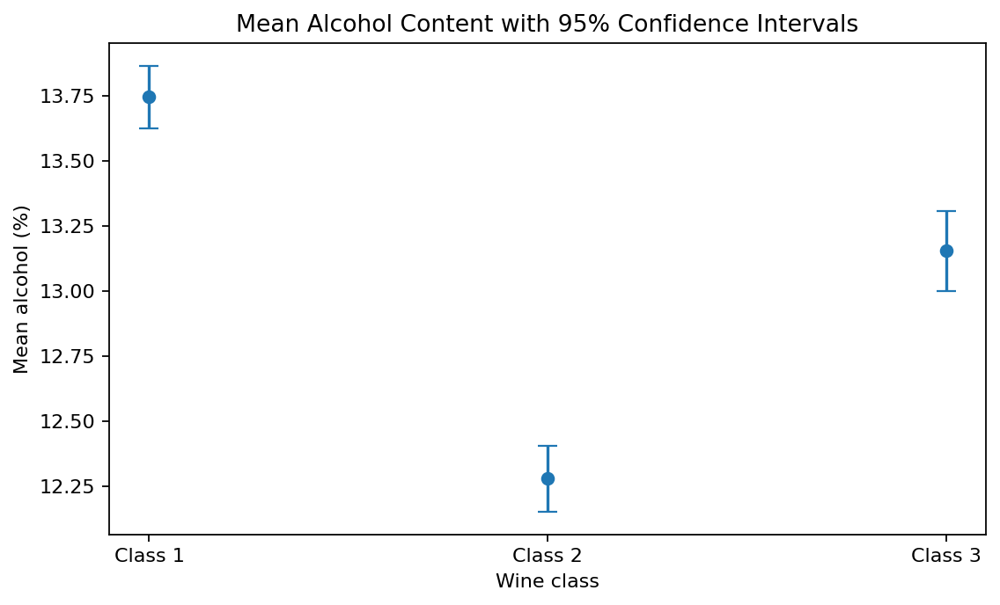 Mean Alcohol Content with 95% Confidence Intervals
Mean alcohol (%)
13.75
13.50
13.25
13.00
12.75
12.50
12.25
Class 1
Class 2
Class 3
Wine class